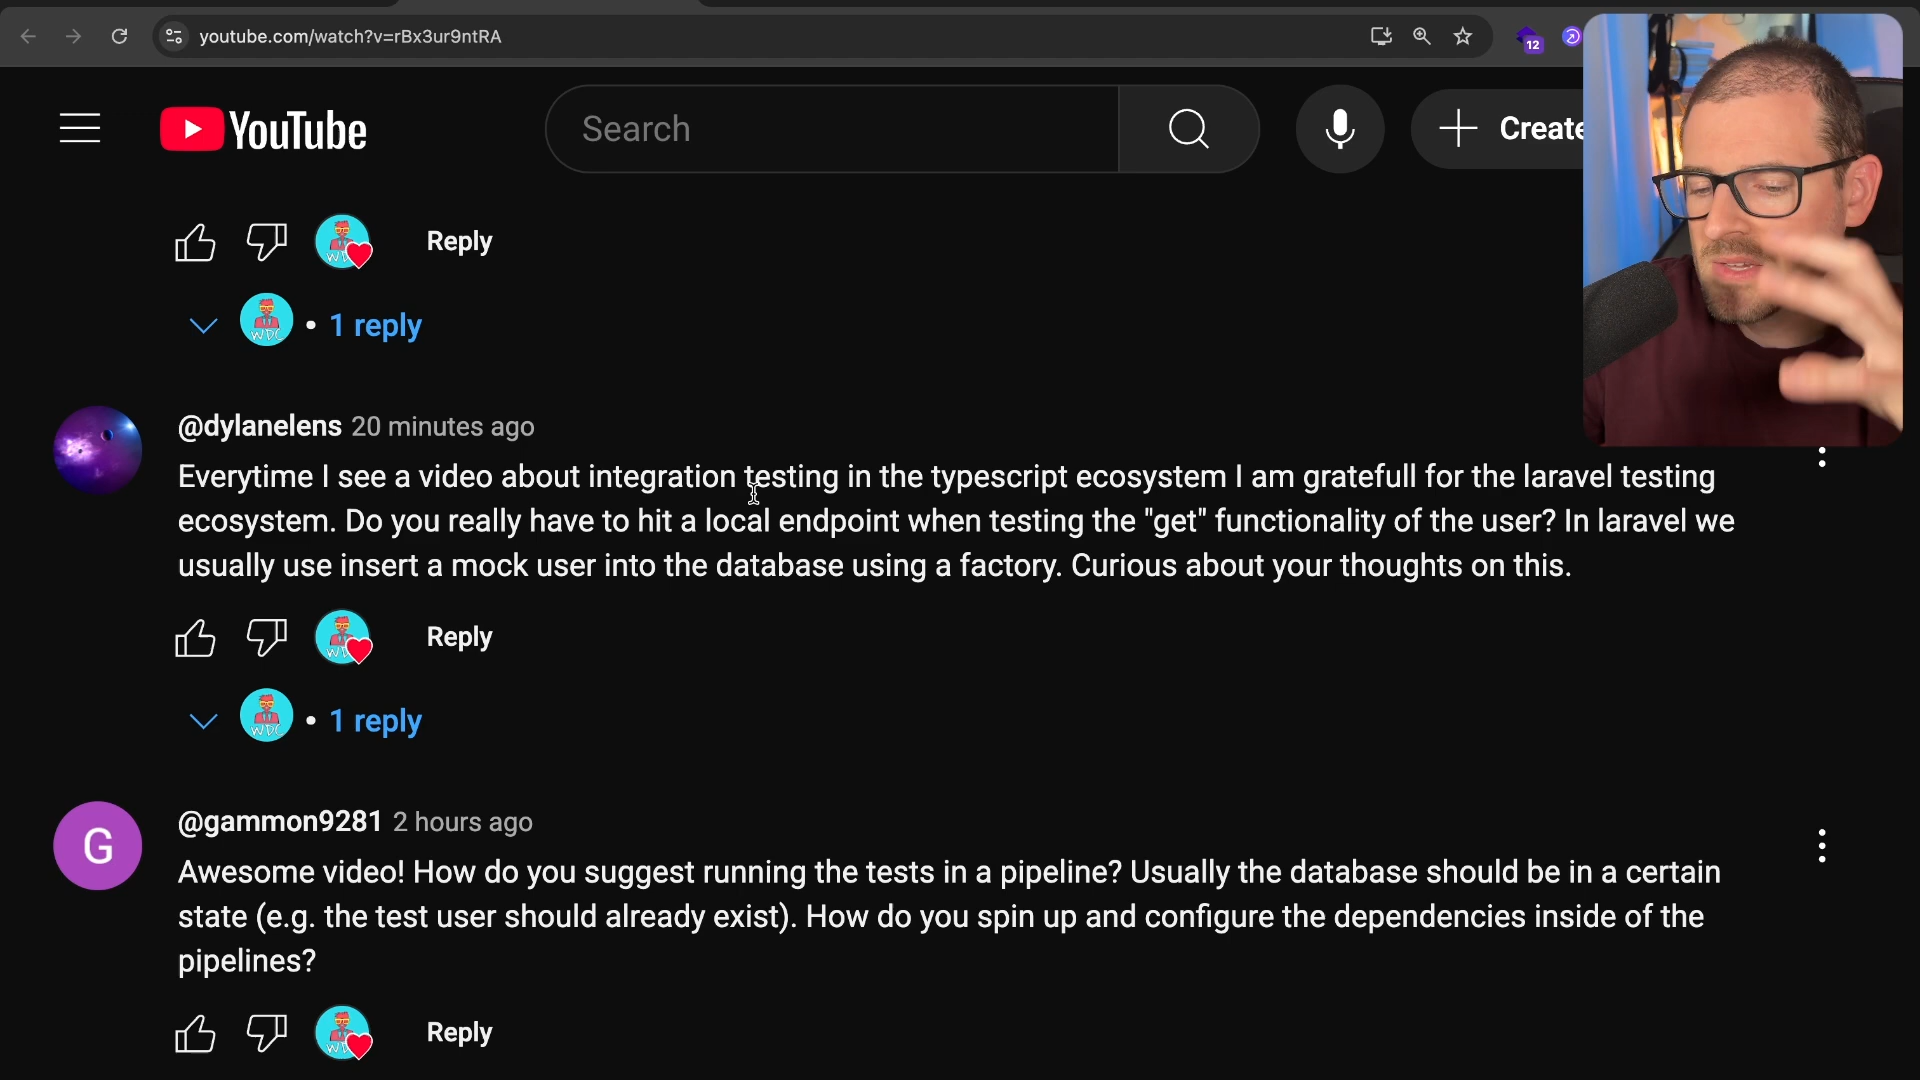 youtube.com/watch?v=rBx3ur9ntRA
12
YouTube
Search
Create
Reply
1 reply
@dylanelens 20 minutes ago
Everytime I see a video about integration testing in the typescript ecosystem I am gratefull for the laravel testing
ecosystem. Do you really have to hit a local endpoint when testing the "get" functionality of the user? In laravel we
usually use insert a mock user into the database using a factory. Curious about your thoughts on this.
Reply
WDC
1 reply
G
@gammon9281 2 hours ago
Awesome video! How do you suggest running the tests in a pipeline? Usually the database should be in a certain
state (e.g. the test user should already exist). How do you spin up and configure the dependencies inside of the
pipelines?
Reply